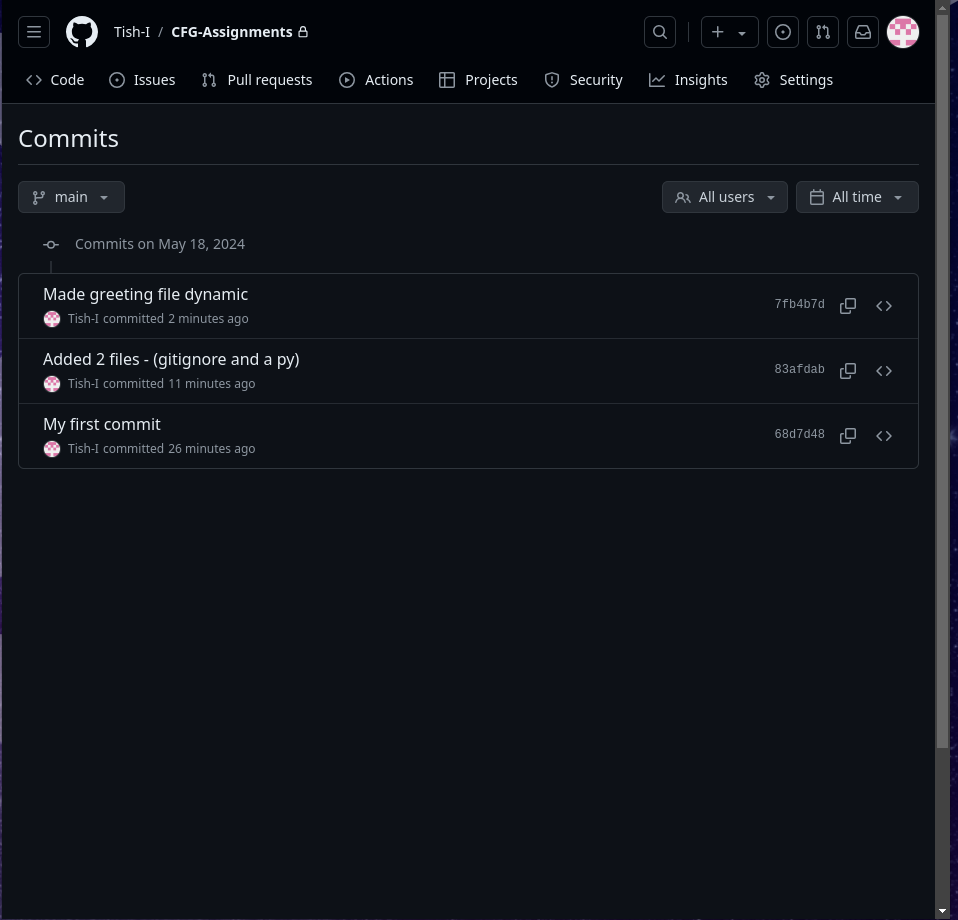 Tish-I / CFG-Assignments
Code Issues Pull requests Actions Projects Security Insights Settings
Commits
main All users All time
Commits on May 18, 2024
Made greeting file dynamic
Tish-I committed 2 minutes ago
7fb4b7d
Added 2 files - (gitignore and a py)
Tish-I committed 11 minutes ago
83afdab
My first commit
Tish-I committed 26 minutes ago
68d7d48